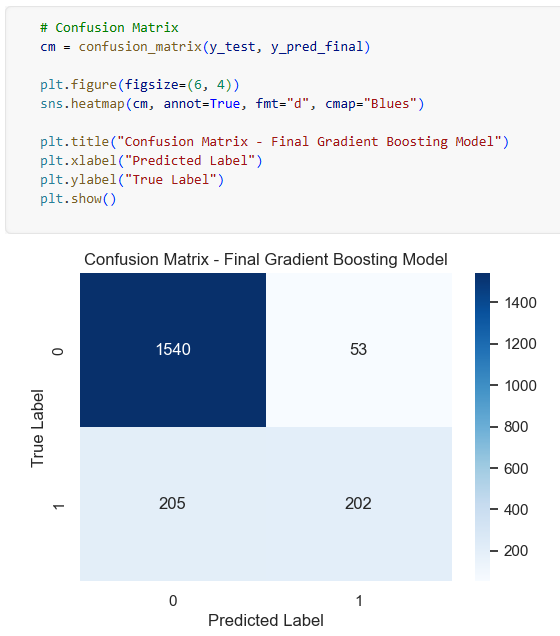 # Confusion Matrix
cm = confusion_matrix(y_test, y_pred_final)
plt.figure(figsize=(6, 4))
sns.heatmap(cm, annot=True, fmt="d", cmap="Blues")
plt.title("Confusion Matrix - Final Gradient Boosting Model")
plt.xlabel("Predicted Label")
plt.ylabel("True Label")
plt.show()
Confusion Matrix - Final Gradient Boosting Model
True Label
0
1540
53
1
205
202
0
1
Predicted Label
1400
1200
1000
800
600
400
200